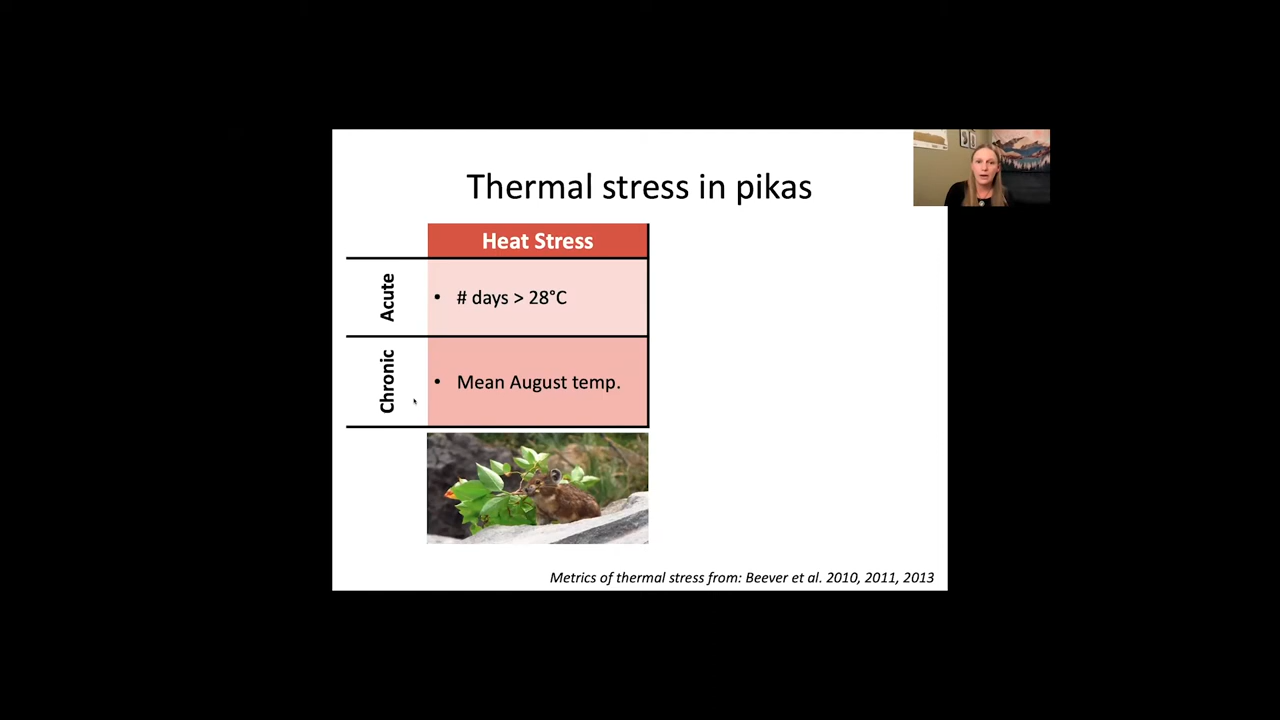 Thermal stress in pikas
Heat Stress
Acute
• # days > 28°C
Chronic
• Mean August temp.
Metrics of thermal stress from: Beever et al. 2010, 2011, 2013